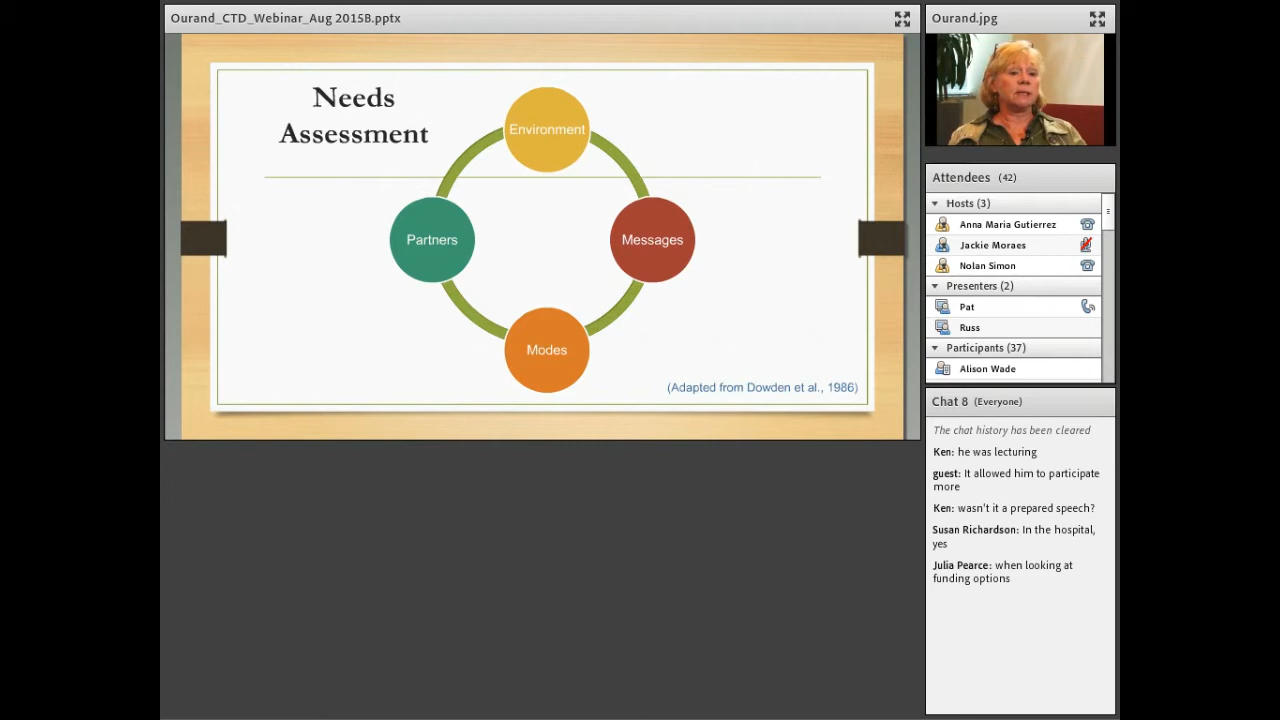 Ourand_CTD_Webinar_Aug 2015B.pptx
Needs
Assessment
Environment
Partners
Messages
Modes
(Adapted from Dowden et al., 1986)
Ourand.jpg
Attendees (42)
Hosts (3)
Anna Maria Gutierrez
Jackie Moraes
Nolan Simon
Presenters (2)
Pat
Russ
Participants (37)
Alison Wade
Chat 8 (Everyone)
The chat history has been cleared
Ken: he was lecturing
guest: It allowed him to participate
more
Ken: wasn't it a prepared speech?
Susan Richardson: In the hospital,
yes
Julia Pearce: when looking at
funding options